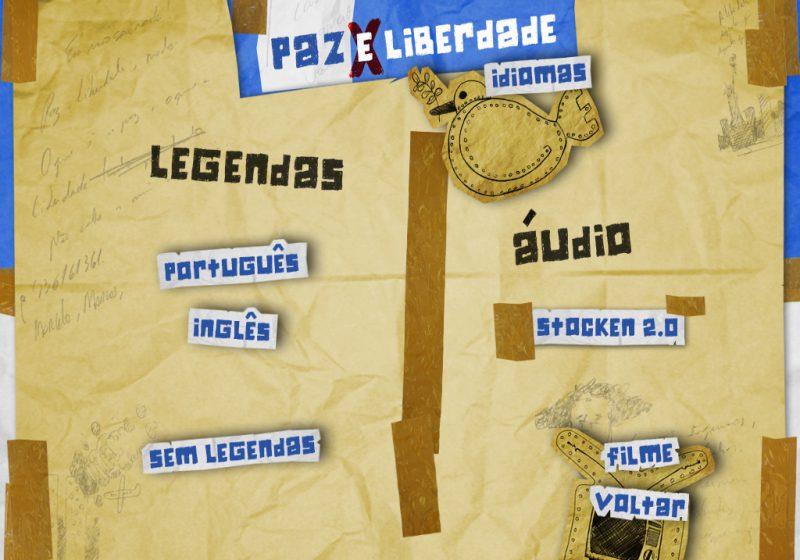 PAZ E LIBERDADE
IDIOMAS
LEGENDAS
PORTUGUÊS
INGLÊS
SEM LEGENDAS
ÁUDIO
STOCKEN 2.0
FILME
VOLTAR